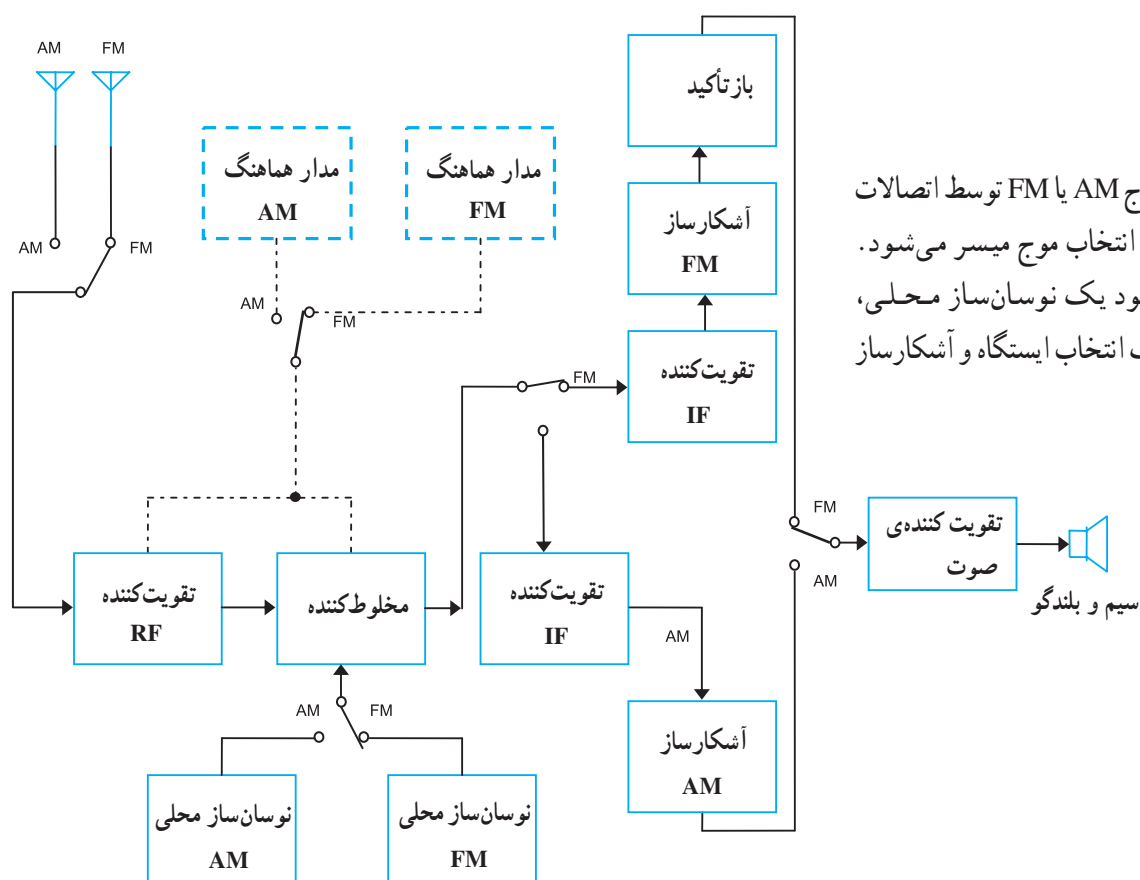 AM FM
بازتأکید
مدار هماهنگ
AM
مدار هماهنگ
FM
ج AM یا FM توسط اتصالات
انتخاب موج میسر می‌شود.
ود یک نوسان‌ساز محلی،
انتخاب ایستگاه و آشکارساز
آشکارساز
FM
AM FM
AM
FM
تقویت‌کننده
IF
FM
FM
AM
تقویت کننده‌ی
صوت
سیم و بلندگو
تقویت‌کننده
RF
مخلوط‌کننده
تقویت‌کننده
IF
AM
AM FM
آشکارساز
AM
نوسان‌ساز محلی
AM
نوسان‌ساز محلی
FM